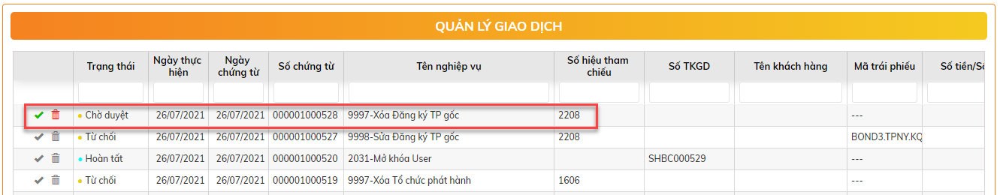 QUẢN LÝ GIAO DỊCH
Trạng thái Ngày thực hiện Ngày chứng từ Số chứng từ Tên nghiệp vụ Số hiệu tham chiếu Số TKGD Tên khách hàng Mã trái phiếu Số tiền/Số
Chờ duyệt 26/07/2021 26/07/2021 000001000528 9997-Xóa Đăng ký TP gốc 2208 ---
Từ chối 26/07/2021 26/07/2021 000001000527 9998-Sửa Đăng ký TP gốc 2208 BOND3.TPNY.KQ
Hoàn tất 26/07/2021 26/07/2021 000001000520 2031-Mở khóa User SHBC000529 ---
Từ chối 26/07/2021 26/07/2021 000001000519 9997-Xóa Tổ chức phát hành 1606 ---